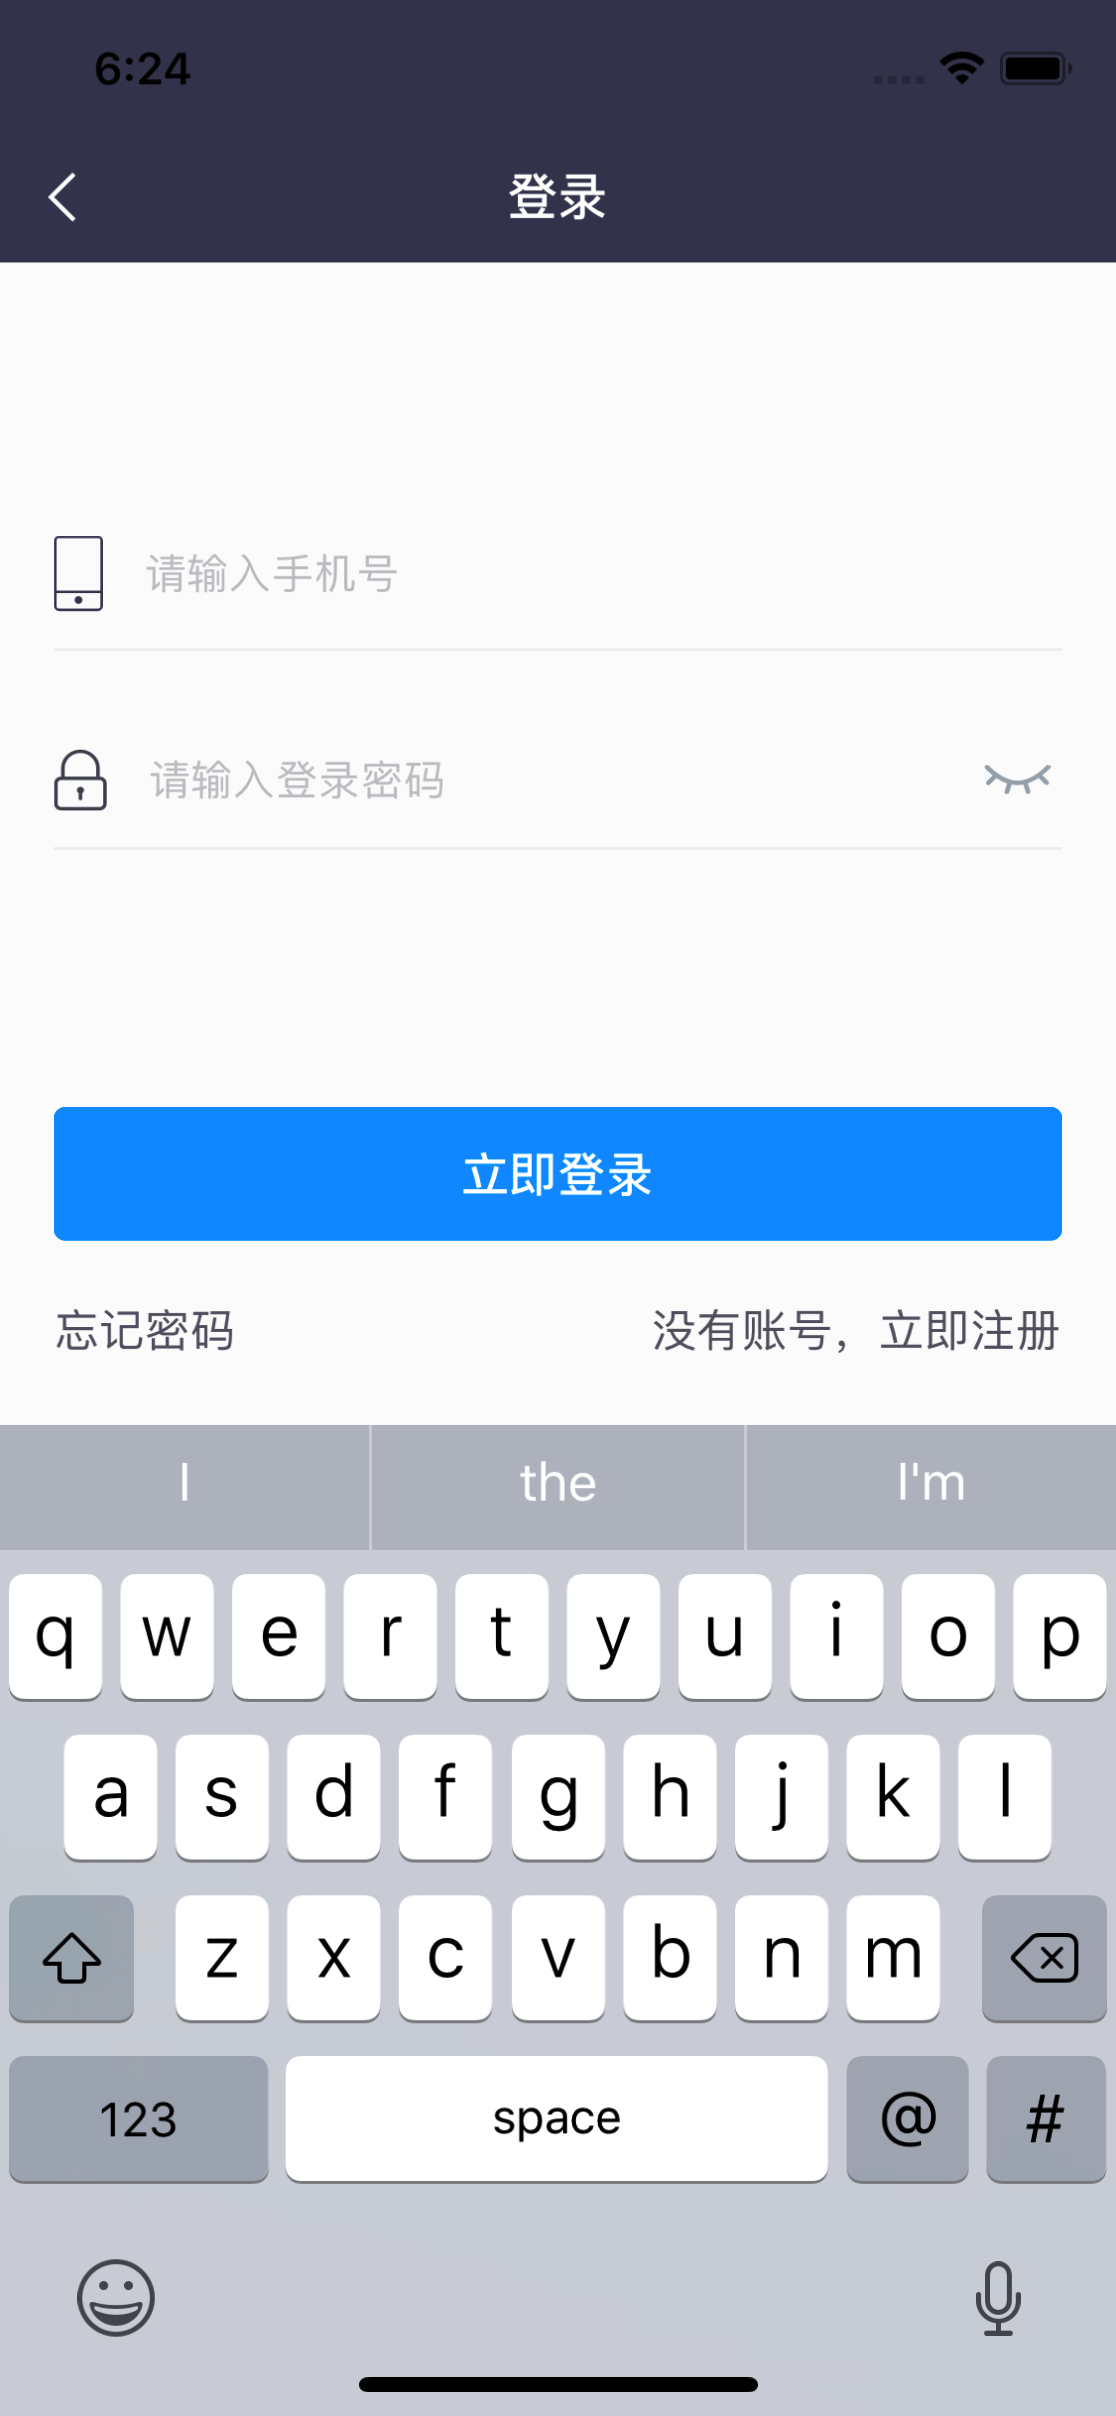 6:24
登录
请输入手机号
请输入登录密码
立即登录
忘记密码 没有账号，立即注册
I the I'm
q w e r t y u i o p
a s d f g h j k l
z x c v b n m
123 space @ #